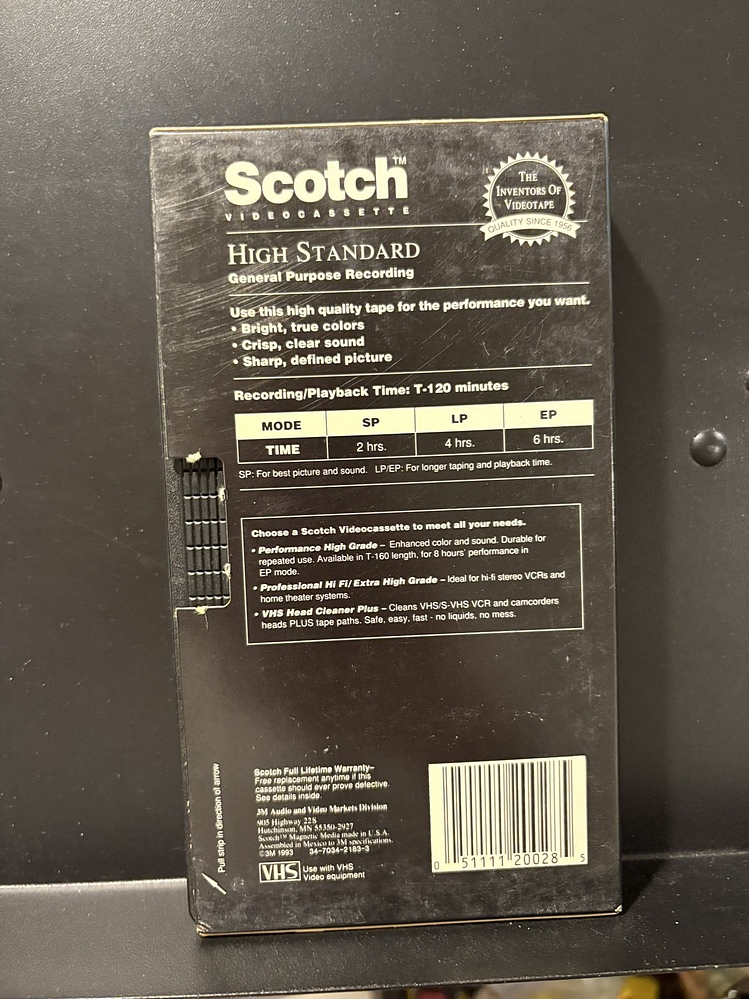 Scotch™
VIDEOCASSETTE
THE
INVENTORS OF
VIDEOTAPE
QUALITY SINCE 1956
HIGH STANDARD
General Purpose Recording
Use this high quality tape for the performance you want.
• Bright, true colors
• Crisp, clear sound
• Sharp, defined picture
Recording/Playback Time: T-120 minutes
MODE SP LP EP
TIME 2 hrs. 4 hrs. 6 hrs.
SP: For best picture and sound. LP/EP: For longer taping and playback time.
Choose a Scotch Videocassette to meet all your needs.
• Performance High Grade – Enhanced color and sound. Durable for
repeated use. Available in T-160 length, for 8 hours' performance in
EP mode.
• Professional Hi Fi/Extra High Grade – Ideal for hi-fi stereo VCRs and
home theater systems.
• VHS Head Cleaner Plus – Cleans VHS/S-VHS VCR and camcorders
heads PLUS tape paths. Safe, easy, fast - no liquids, no mess.
Pull strip in direction of arrow
Scotch Full Lifetime Warranty–
Free replacement anytime if this
cassette should ever prove defective.
See details inside.
3M Audio and Video Markets Division
905 Highway 22S
Hutchinson, MN 55350-2927
Scotch™ Magnetic Media made in U.S.A.
Assembled in Mexico to 3M specifications.
©3M 1993 34-7034-2183-3
VHS Use with VHS
Video equipment
0 51111 20028 5